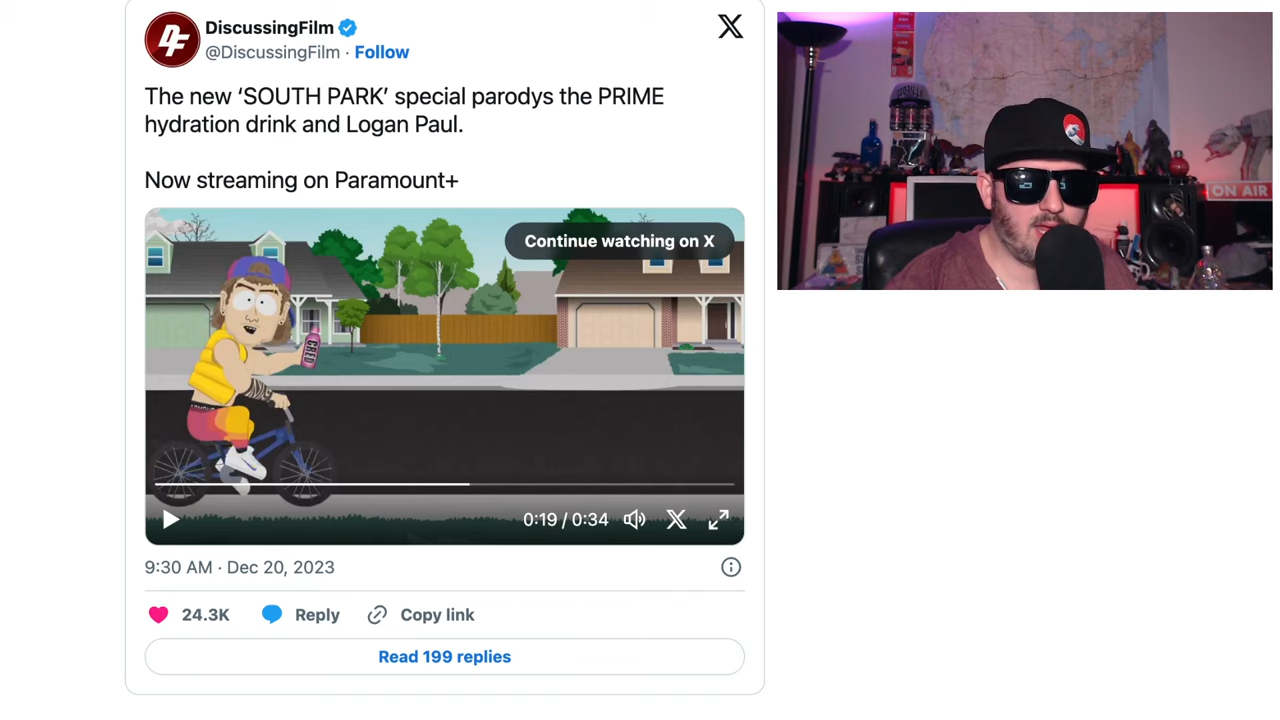 DiscussingFilm
@DiscussingFilm · Follow
The new ‘SOUTH PARK’ special parodys the PRIME
hydration drink and Logan Paul.
Now streaming on Paramount+
Continue watching on X
CRED
0:19 / 0:34
9:30 AM · Dec 20, 2023
24.3K
Reply
Copy link
Read 199 replies
ON AIR